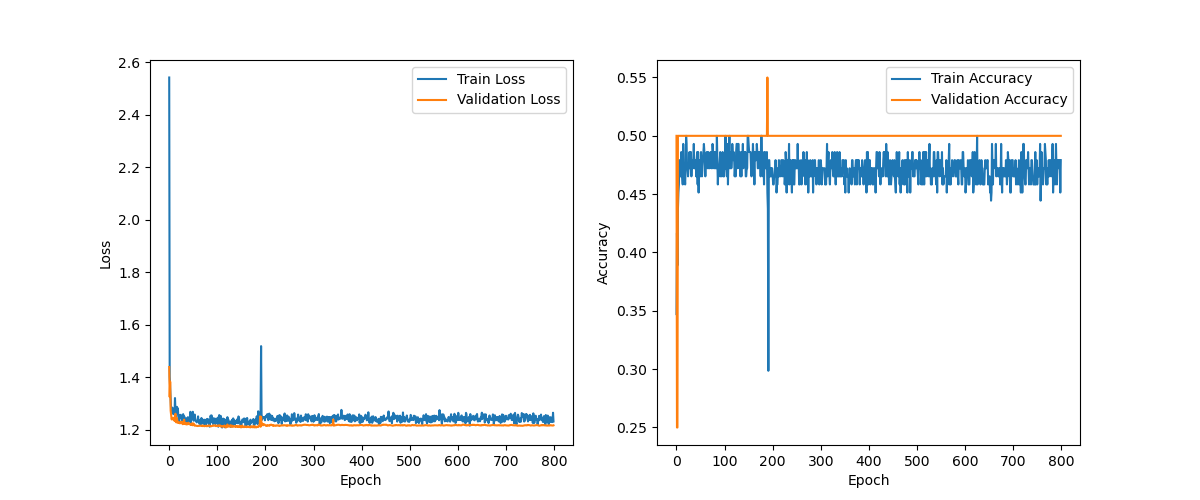 2.6
2.4
2.2
2.0
1.8
1.6
1.4
1.2
Loss
0 100 200 300 400 500 600 700 800
Epoch
Train Loss
Validation Loss
0.55
0.50
0.45
0.40
0.35
0.30
0.25
Accuracy
0 100 200 300 400 500 600 700 800
Epoch
Train Accuracy
Validation Accuracy